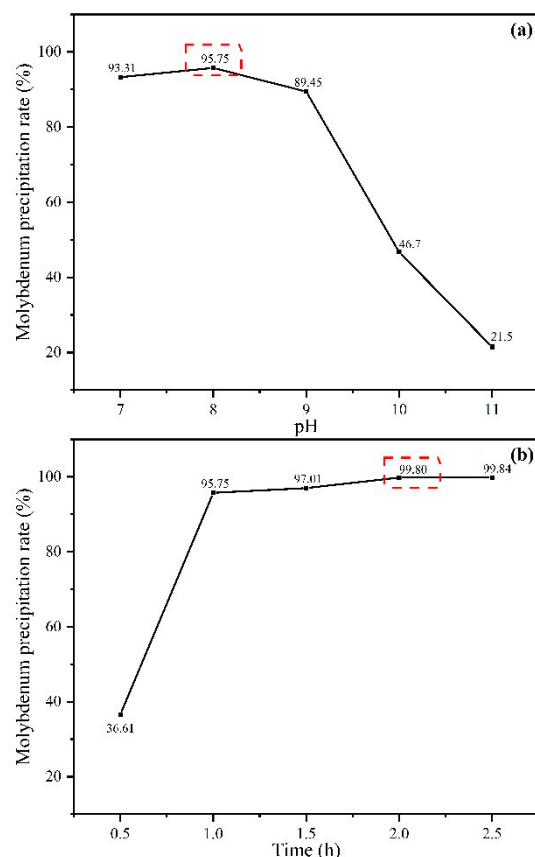 (a)
100
80
60
40
20
Molybdenum precipitation rate (%)
93.31
95.75
89.45
46.7
21.5
7 8 9 10 11
pH
(b)
100
80
60
40
20
Molybdenum precipitation rate (%)
36.61
95.75
97.01
99.80
99.84
0.5 1.0 1.5 2.0 2.5
Time (h)